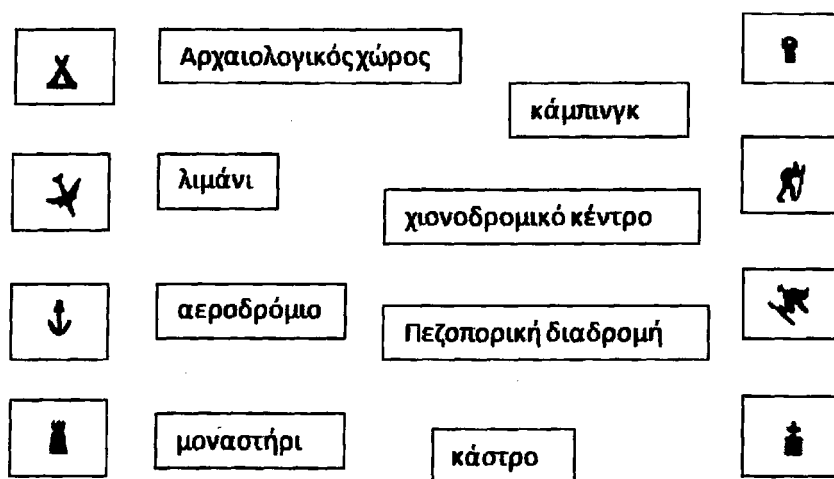 Αρχαιολογικός χώρος
κάμπινγκ
λιμάνι
χιονοδρομικό κέντρο
αεροδρόμιο
Πεζοπορική διαδρομή
μοναστήρι
κάστρο